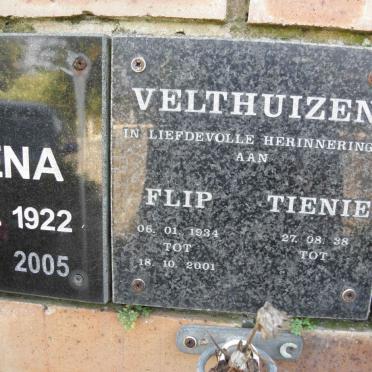 ENA
1922
2005
VELTHUIZEN
IN LIEFDEVOLLE HERINNERING
AAN
FLIP TIENIE
06. 01. 1934 27. 08. 38
TOT TOT
18. 10. 2001